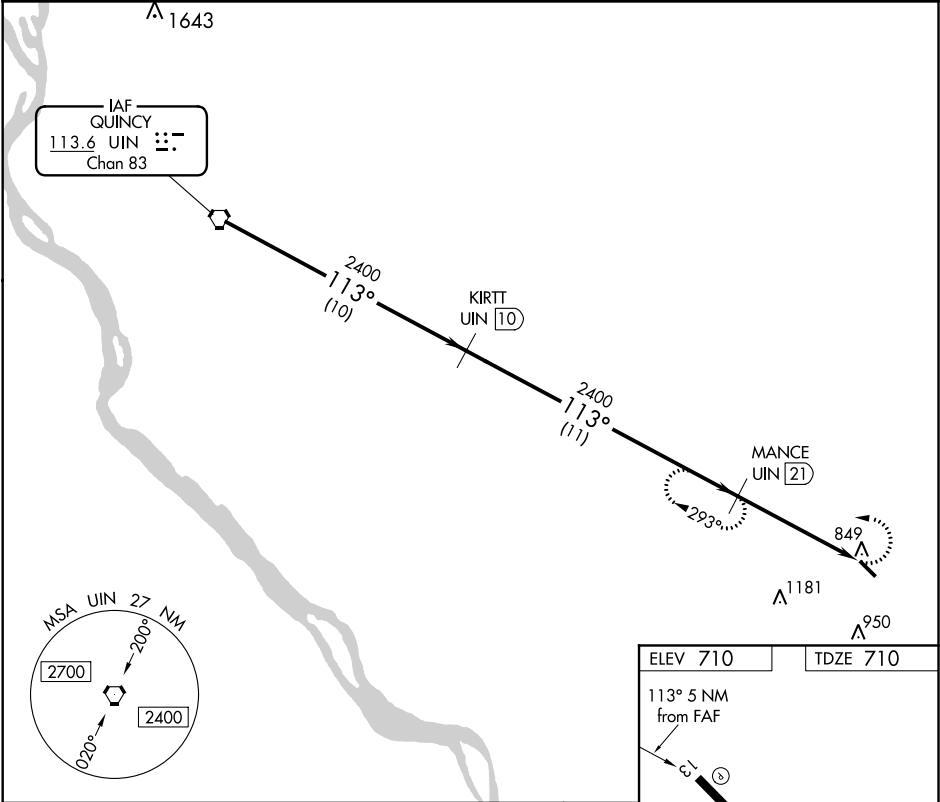 1643
IAF
QUINCY
113.6 UIN
Chan 83
2400
113°
(10)
KIRTT
UIN 10
2400
113°
(11)
MANCE
UIN 21
293°
849
1181
950
MSA UIN 27 NM
200°
2700
2400
020°
ELEV 710
TDZE 710
113° 5 NM
from FAF
13
P